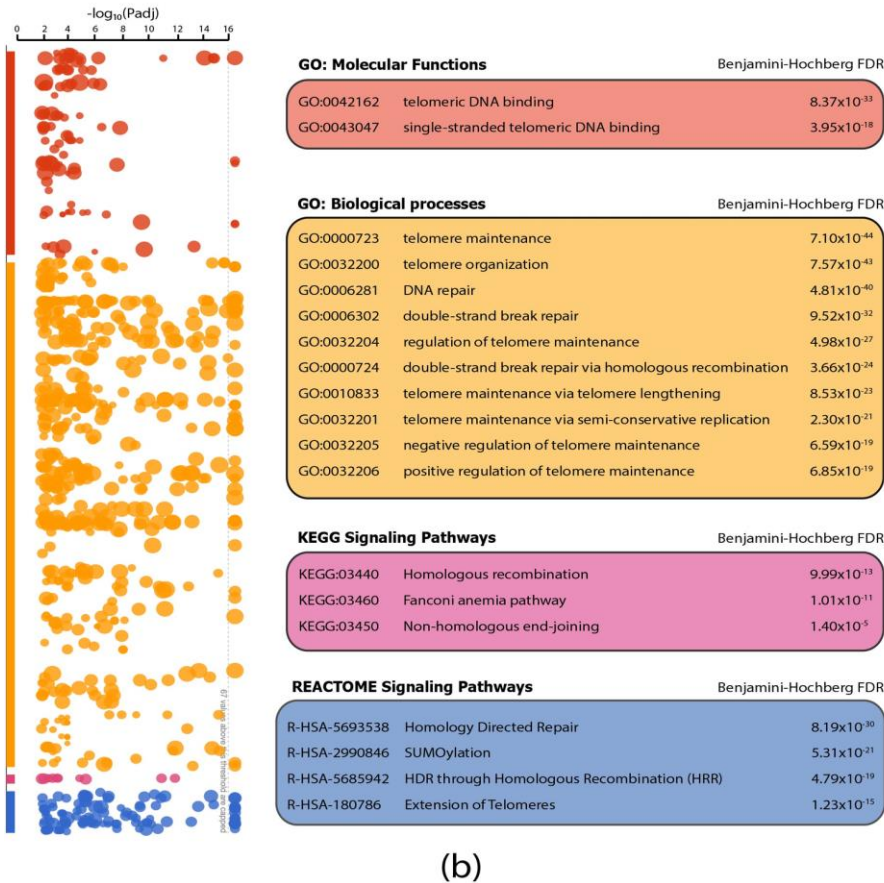 -log₁₀(Padj)
0 2 4 6 8 10 12 14 16
67 values above this threshold are capped
GO: Molecular Functions Benjamini-Hochberg FDR
GO:0042162 telomeric DNA binding 8.37x10⁻³³
GO:0043047 single-stranded telomeric DNA binding 3.95x10⁻¹⁸
GO: Biological processes Benjamini-Hochberg FDR
GO:0000723 telomere maintenance 7.10x10⁻⁴⁴
GO:0032200 telomere organization 7.57x10⁻⁴³
GO:0006281 DNA repair 4.81x10⁻⁴⁰
GO:0006302 double-strand break repair 9.52x10⁻³²
GO:0032204 regulation of telomere maintenance 4.98x10⁻²⁷
GO:0000724 double-strand break repair via homologous recombination 3.66x10⁻²⁴
GO:0010833 telomere maintenance via telomere lengthening 8.53x10⁻²³
GO:0032201 telomere maintenance via semi-conservative replication 2.30x10⁻²¹
GO:0032205 negative regulation of telomere maintenance 6.59x10⁻¹⁹
GO:0032206 positive regulation of telomere maintenance 6.85x10⁻¹⁹
KEGG Signaling Pathways Benjamini-Hochberg FDR
KEGG:03440 Homologous recombination 9.99x10⁻¹³
KEGG:03460 Fanconi anemia pathway 1.01x10⁻¹¹
KEGG:03450 Non-homologous end-joining 1.40x10⁻⁵
REACTOME Signaling Pathways Benjamini-Hochberg FDR
R-HSA-5693538 Homology Directed Repair 8.19x10⁻³⁰
R-HSA-2990846 SUMOylation 5.31x10⁻²¹
R-HSA-5685942 HDR through Homologous Recombination (HRR) 4.79x10⁻¹⁹
R-HSA-180786 Extension of Telomeres 1.23x10⁻¹⁵
(b)